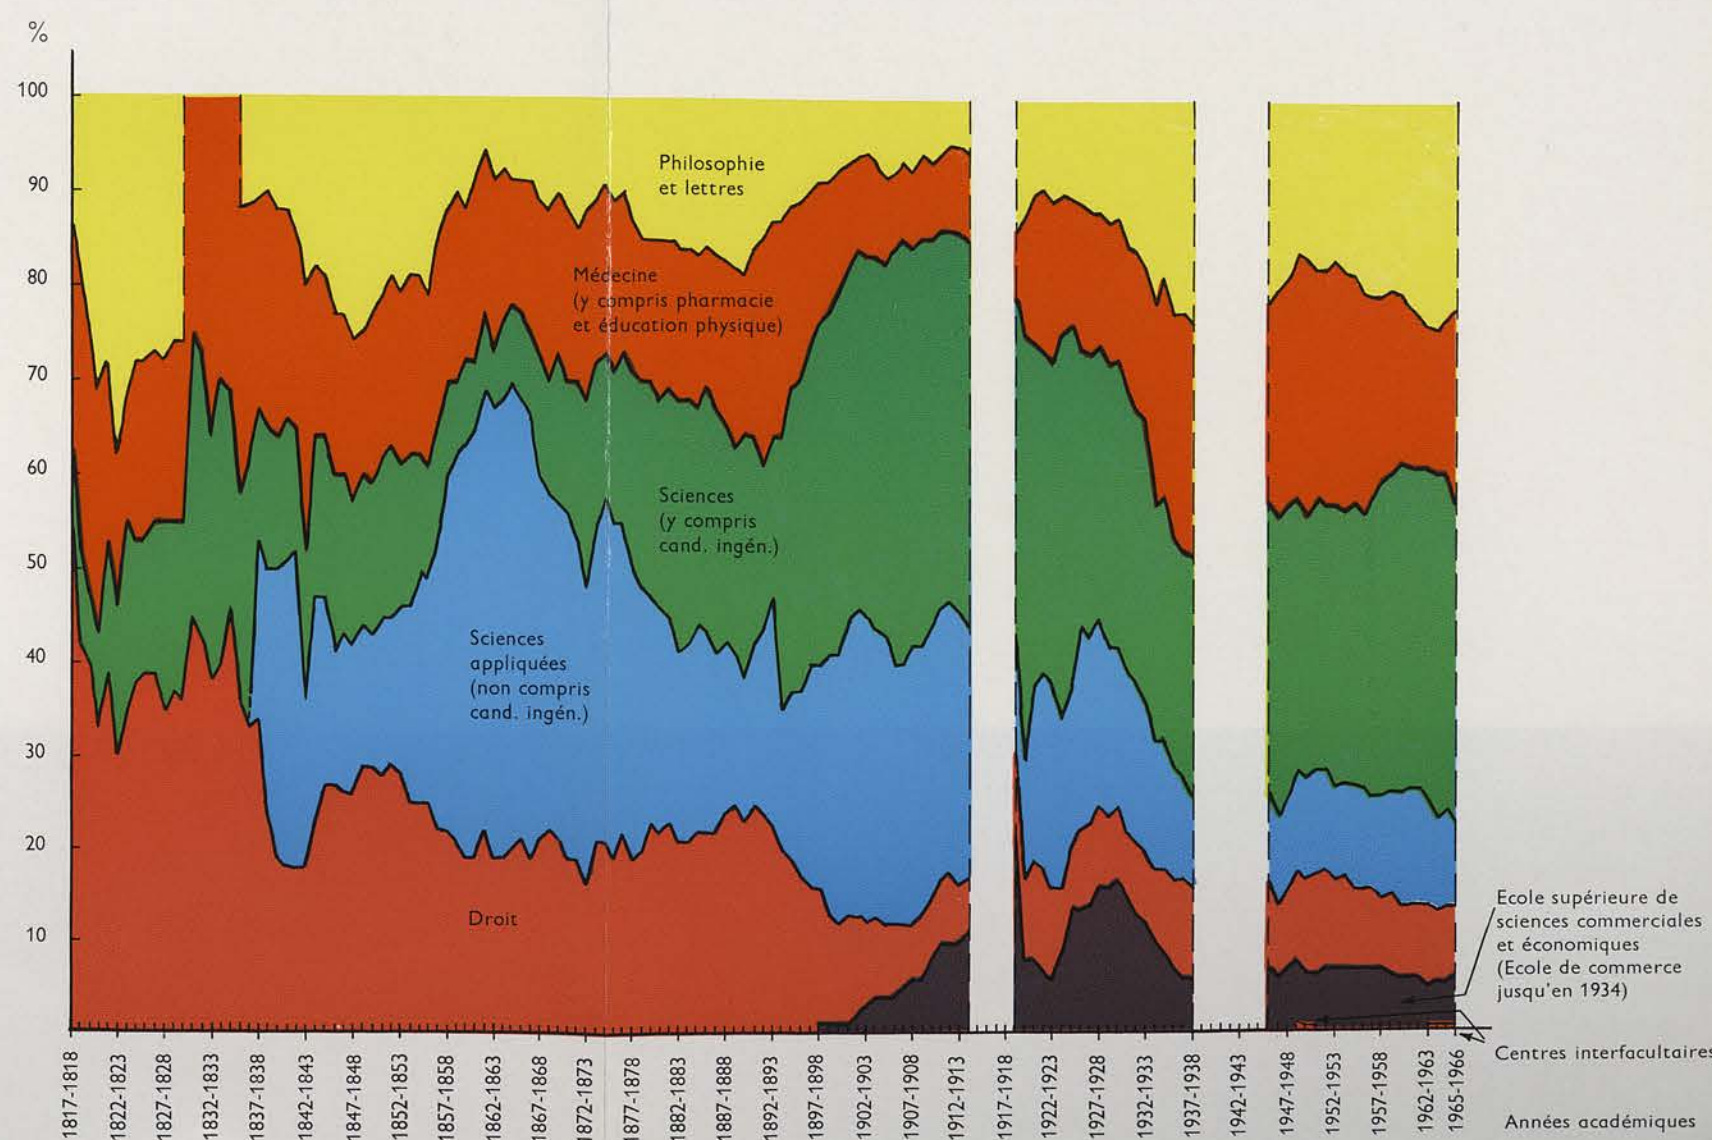 %
100
90
80
70
60
50
40
30
20
10
Philosophie
et lettres
Médecine
(y compris pharmacie
et éducation physique)
Sciences
(y compris
cand. ingén.)
Sciences
appliquées
(non compris
cand. ingén.)
Droit
Ecole supérieure de
sciences commerciales
et économiques
(Ecole de commerce
jusqu'en 1934)
Centres interfacultaires
Années académiques
1817-1818
1822-1823
1827-1828
1832-1833
1837-1838
1842-1843
1847-1848
1852-1853
1857-1858
1862-1863
1867-1868
1872-1873
1877-1878
1882-1883
1887-1888
1892-1893
1897-1898
1902-1903
1907-1908
1912-1913
1917-1918
1922-1923
1927-1928
1932-1933
1937-1938
1942-1943
1947-1948
1952-1953
1957-1958
1962-1963
1965-1966